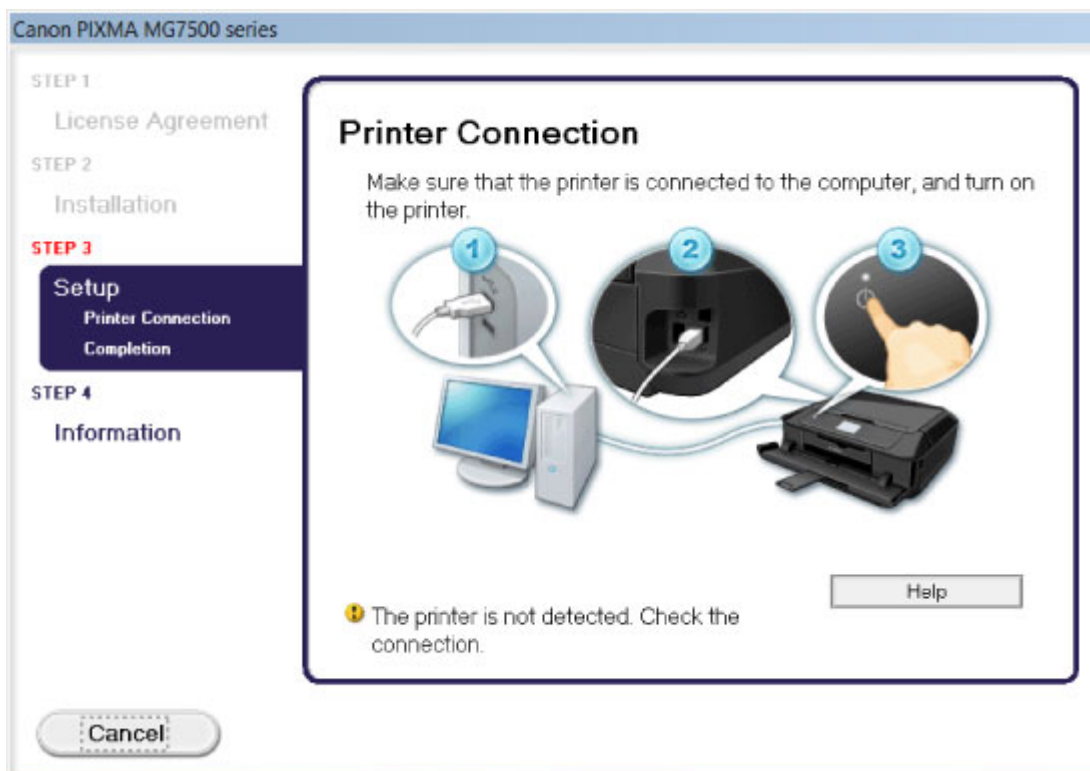 Canon PIXMA MG7500 series
STEP 1
License Agreement
STEP 2
Installation
STEP 3
Setup
Printer Connection
Completion
STEP 4
Information
Printer Connection
Make sure that the printer is connected to the computer, and turn on
the printer.
1
2
3
Help
The printer is not detected. Check the
connection.
Cancel